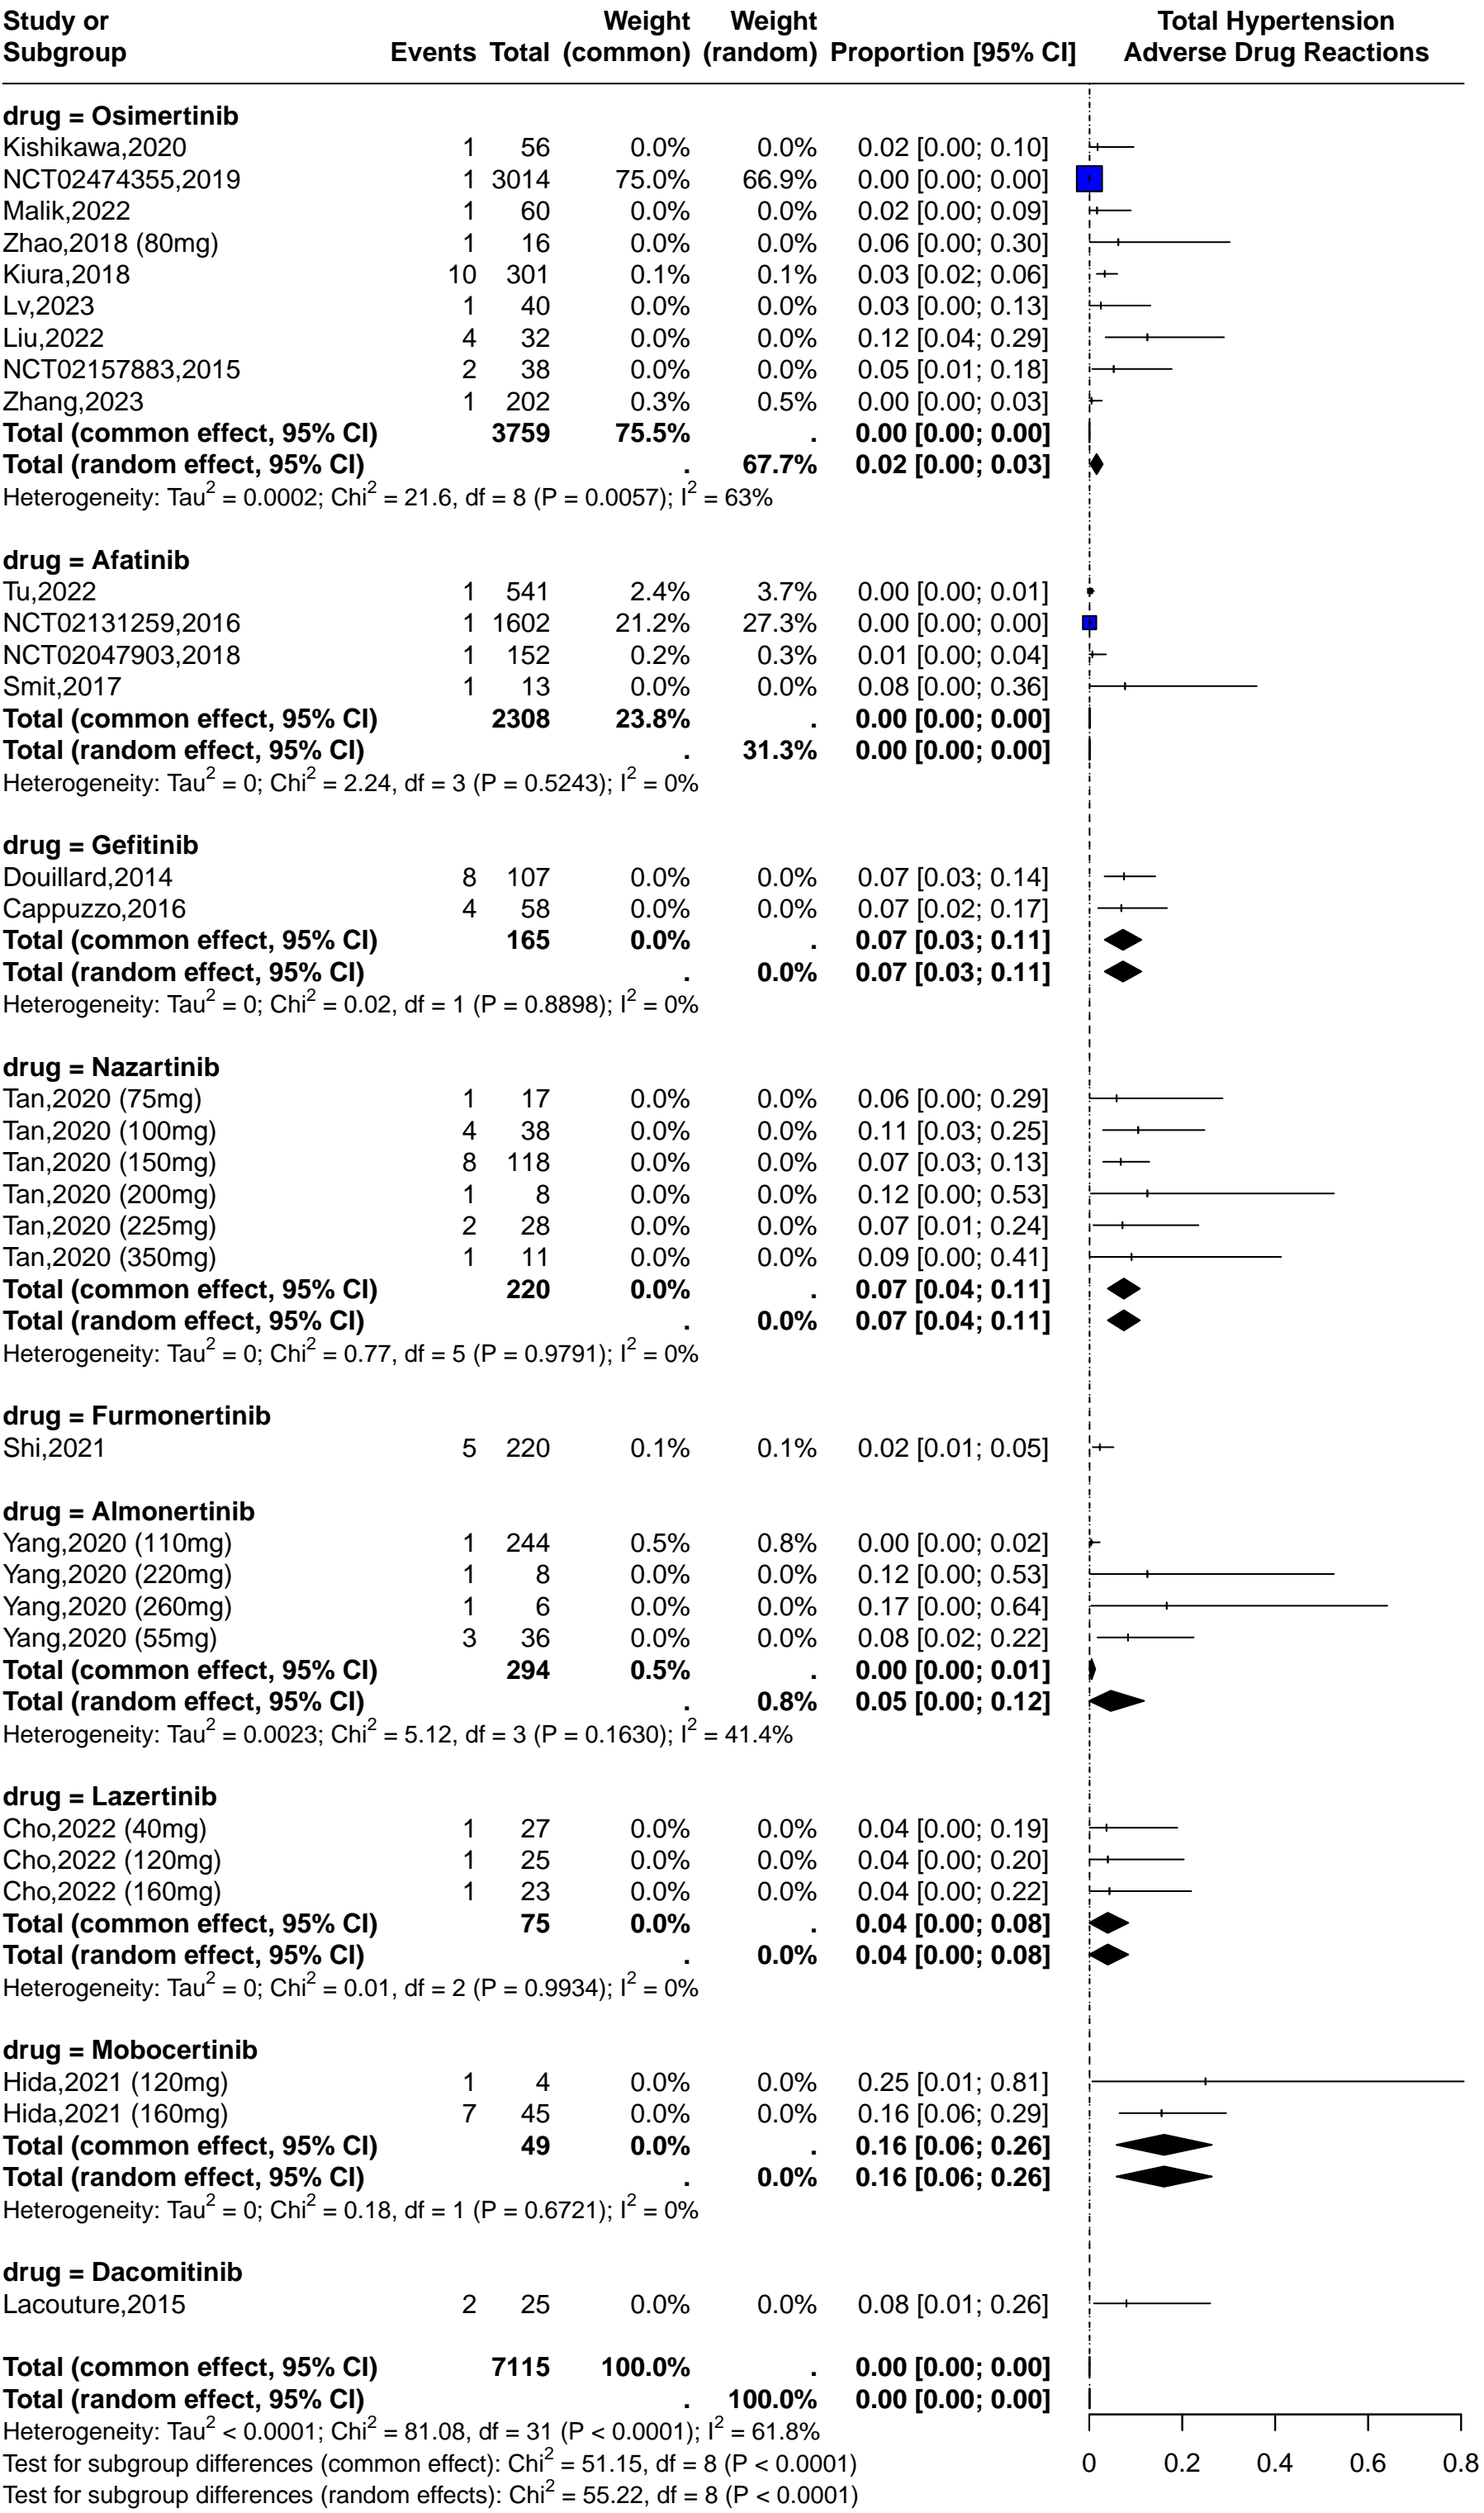 Study or Weight Weight Total Hypertension
Subgroup Events Total (common) (random) Proportion [95% CI] Adverse Drug Reactions
drug = Osimertinib
Kishikawa,2020 1 56 0.0% 0.0% 0.02 [0.00; 0.10]
NCT02474355,2019 1 3014 75.0% 66.9% 0.00 [0.00; 0.00]
Malik,2022 1 60 0.0% 0.0% 0.02 [0.00; 0.09]
Zhao,2018 (80mg) 1 16 0.0% 0.0% 0.06 [0.00; 0.30]
Kiura,2018 10 301 0.1% 0.1% 0.03 [0.02; 0.06]
Lv,2023 1 40 0.0% 0.0% 0.03 [0.00; 0.13]
Liu,2022 4 32 0.0% 0.0% 0.12 [0.04; 0.29]
NCT02157883,2015 2 38 0.0% 0.0% 0.05 [0.01; 0.18]
Zhang,2023 1 202 0.3% 0.5% 0.00 [0.00; 0.03]
Total (common effect, 95% CI) 3759 75.5% . 0.00 [0.00; 0.00]
Total (random effect, 95% CI) . 67.7% 0.02 [0.00; 0.03]
Heterogeneity: Tau² = 0.0002; Chi² = 21.6, df = 8 (P = 0.0057); I² = 63%
drug = Afatinib
Tu,2022 1 541 2.4% 3.7% 0.00 [0.00; 0.01]
NCT02131259,2016 1 1602 21.2% 27.3% 0.00 [0.00; 0.00]
NCT02047903,2018 1 152 0.2% 0.3% 0.01 [0.00; 0.04]
Smit,2017 1 13 0.0% 0.0% 0.08 [0.00; 0.36]
Total (common effect, 95% CI) 2308 23.8% . 0.00 [0.00; 0.00]
Total (random effect, 95% CI) . 31.3% 0.00 [0.00; 0.00]
Heterogeneity: Tau² = 0; Chi² = 2.24, df = 3 (P = 0.5243); I² = 0%
drug = Gefitinib
Douillard,2014 8 107 0.0% 0.0% 0.07 [0.03; 0.14]
Cappuzzo,2016 4 58 0.0% 0.0% 0.07 [0.02; 0.17]
Total (common effect, 95% CI) 165 0.0% . 0.07 [0.03; 0.11]
Total (random effect, 95% CI) . 0.0% 0.07 [0.03; 0.11]
Heterogeneity: Tau² = 0; Chi² = 0.02, df = 1 (P = 0.8898); I² = 0%
drug = Nazartinib
Tan,2020 (75mg) 1 17 0.0% 0.0% 0.06 [0.00; 0.29]
Tan,2020 (100mg) 4 38 0.0% 0.0% 0.11 [0.03; 0.25]
Tan,2020 (150mg) 8 118 0.0% 0.0% 0.07 [0.03; 0.13]
Tan,2020 (200mg) 1 8 0.0% 0.0% 0.12 [0.00; 0.53]
Tan,2020 (225mg) 2 28 0.0% 0.0% 0.07 [0.01; 0.24]
Tan,2020 (350mg) 1 11 0.0% 0.0% 0.09 [0.00; 0.41]
Total (common effect, 95% CI) 220 0.0% . 0.07 [0.04; 0.11]
Total (random effect, 95% CI) . 0.0% 0.07 [0.04; 0.11]
Heterogeneity: Tau² = 0; Chi² = 0.77, df = 5 (P = 0.9791); I² = 0%
drug = Furmonertinib
Shi,2021 5 220 0.1% 0.1% 0.02 [0.01; 0.05]
drug = Almonertinib
Yang,2020 (110mg) 1 244 0.5% 0.8% 0.00 [0.00; 0.02]
Yang,2020 (220mg) 1 8 0.0% 0.0% 0.12 [0.00; 0.53]
Yang,2020 (260mg) 1 6 0.0% 0.0% 0.17 [0.00; 0.64]
Yang,2020 (55mg) 3 36 0.0% 0.0% 0.08 [0.02; 0.22]
Total (common effect, 95% CI) 294 0.5% . 0.00 [0.00; 0.01]
Total (random effect, 95% CI) . 0.8% 0.05 [0.00; 0.12]
Heterogeneity: Tau² = 0.0023; Chi² = 5.12, df = 3 (P = 0.1630); I² = 41.4%
drug = Lazertinib
Cho,2022 (40mg) 1 27 0.0% 0.0% 0.04 [0.00; 0.19]
Cho,2022 (120mg) 1 25 0.0% 0.0% 0.04 [0.00; 0.20]
Cho,2022 (160mg) 1 23 0.0% 0.0% 0.04 [0.00; 0.22]
Total (common effect, 95% CI) 75 0.0% . 0.04 [0.00; 0.08]
Total (random effect, 95% CI) . 0.0% 0.04 [0.00; 0.08]
Heterogeneity: Tau² = 0; Chi² = 0.01, df = 2 (P = 0.9934); I² = 0%
drug = Mobocertinib
Hida,2021 (120mg) 1 4 0.0% 0.0% 0.25 [0.01; 0.81]
Hida,2021 (160mg) 7 45 0.0% 0.0% 0.16 [0.06; 0.29]
Total (common effect, 95% CI) 49 0.0% . 0.16 [0.06; 0.26]
Total (random effect, 95% CI) . 0.0% 0.16 [0.06; 0.26]
Heterogeneity: Tau² = 0; Chi² = 0.18, df = 1 (P = 0.6721); I² = 0%
drug = Dacomitinib
Lacouture,2015 2 25 0.0% 0.0% 0.08 [0.01; 0.26]
Total (common effect, 95% CI) 7115 100.0% . 0.00 [0.00; 0.00]
Total (random effect, 95% CI) . 100.0% 0.00 [0.00; 0.00]
Heterogeneity: Tau² < 0.0001; Chi² = 81.08, df = 31 (P < 0.0001); I² = 61.8%
Test for subgroup differences (common effect): Chi² = 51.15, df = 8 (P < 0.0001) 0 0.2 0.4 0.6 0.8
Test for subgroup differences (random effects): Chi² = 55.22, df = 8 (P < 0.0001)